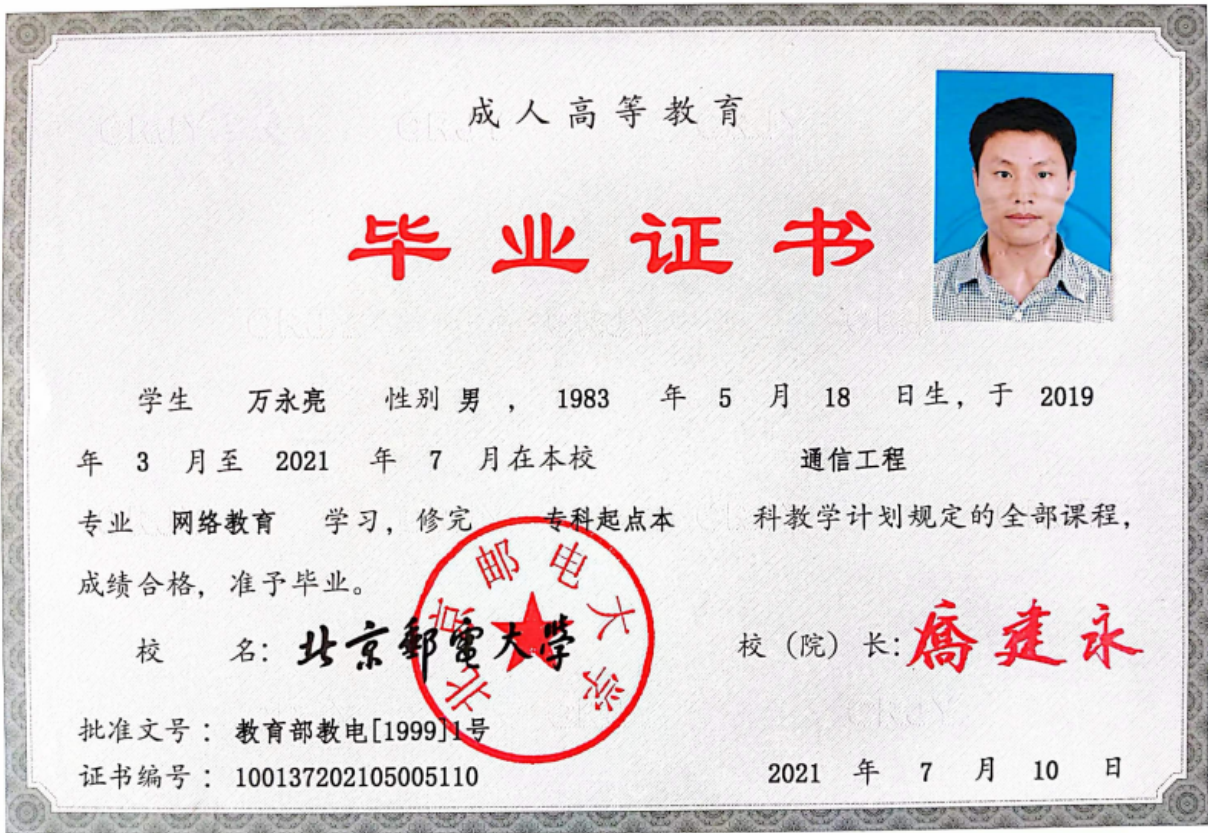 成人高等教育
毕业证书
学生 万永亮 性别 男 , 1983 年 5 月 18 日生, 于 2019
年 3 月至 2021 年 7 月在本校 通信工程
专业 网络教育 学习, 修完 专科起点本 科教学计划规定的全部课程,
成绩合格, 准予毕业。
北京邮电大学
校 名: 北京郵電大學 校 (院) 长: 喬建永
批准文号: 教育部教电[1999]1号
证书编号: 100137202105005110 2021 年 7 月 10 日